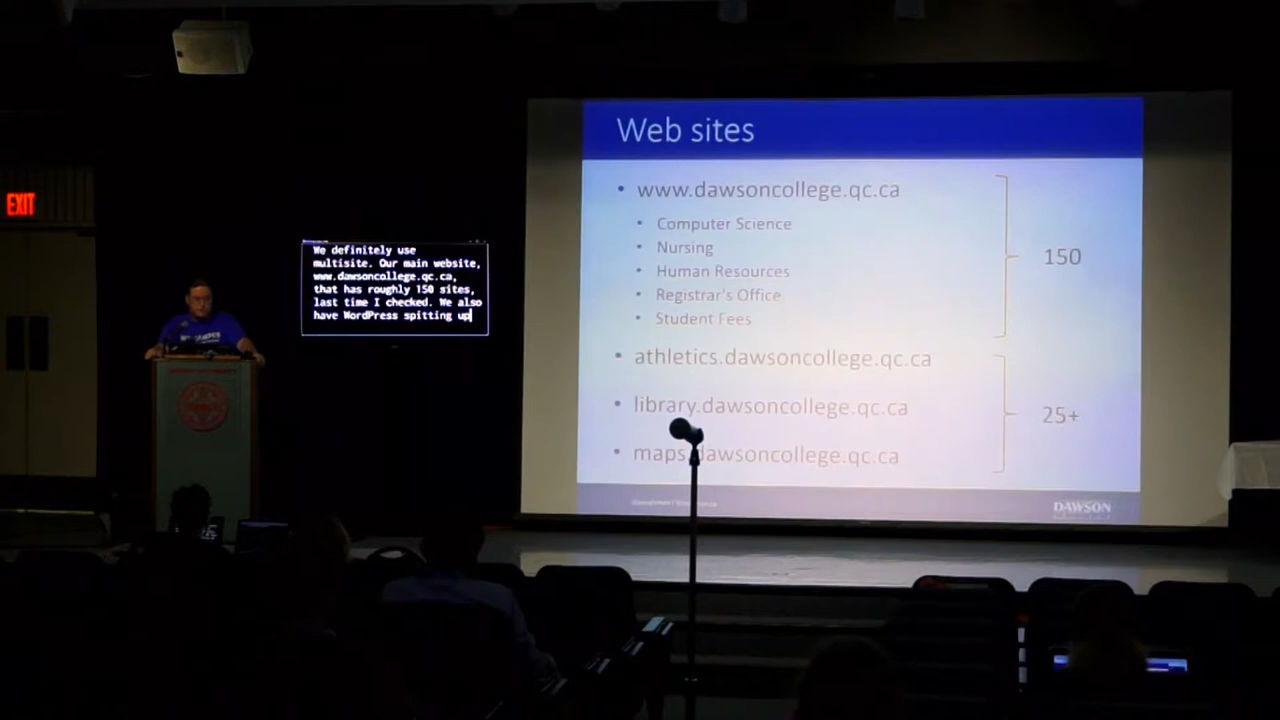 EXIT
We definitely use
multisite. Our main website,
www.dawsoncollege.qc.ca,
that has roughly 150 sites,
last time I checked. We also
have WordPress spitting up
Web sites
• www.dawsoncollege.qc.ca
• Computer Science
• Nursing
• Human Resources
• Registrar's Office
• Student Fees
150
• athletics.dawsoncollege.qc.ca
• library.dawsoncollege.qc.ca
• maps.dawsoncollege.qc.ca
25+
DAWSON